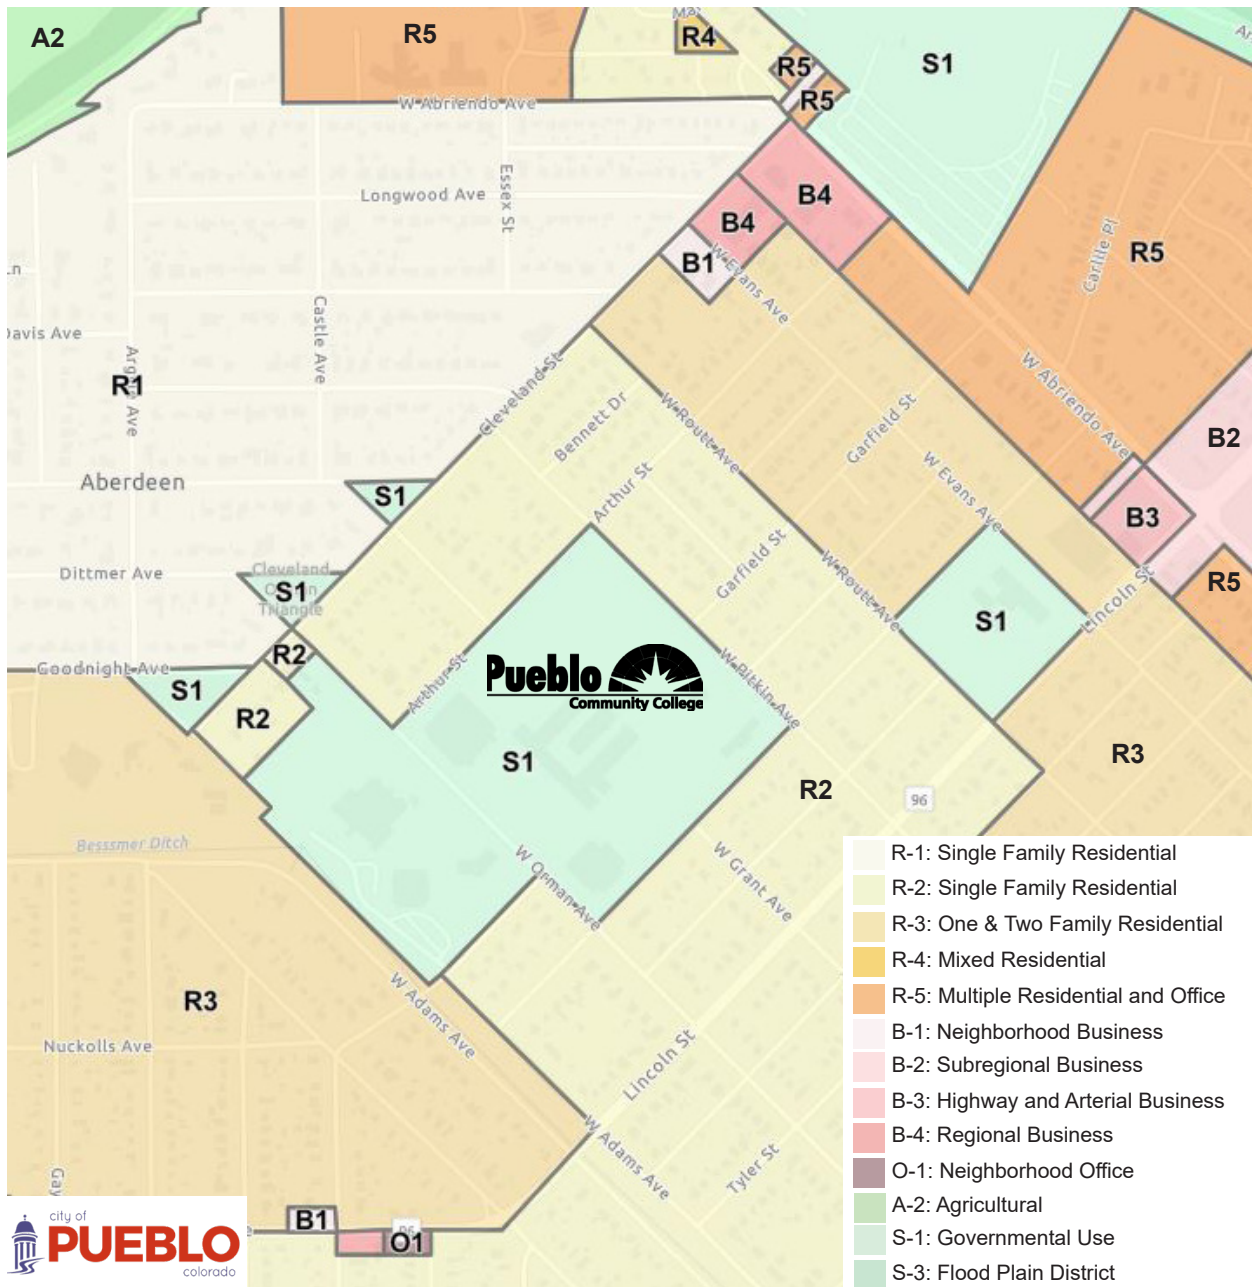 A2
R5
Ma
R4
S1
R5
R5
W Abriendo Ave
Longwood Ave
Essex St
B4
B4
B1
W Evans Ave
Carlile Pl
R5
Davis Ave
Argyle Ave
Castle Ave
R1
Cleveland St
W Abriendo Ave
Bennett Dr
W Routt Ave
Garfield St
B2
Aberdeen
S1
Arthur St
W Evans Ave
B3
Dittmer Ave
Cleveland
S1
Triangle
Garfield St
W Routt Ave
Lincoln St
R5
S1
R2
Goodnight Ave
S1
R2
Arthur St
Pueblo
Community College
W Pitkin Ave
S1
R3
R2
96
Bessmer Ditch
W Orman Ave
W Grant Ave
R3
W Adams Ave
Nuckolls Ave
Lincoln St
W Adams Ave
Tyler St
Gay
B1
O1
96
city of
PUEBLO
colorado
R-1: Single Family Residential
R-2: Single Family Residential
R-3: One & Two Family Residential
R-4: Mixed Residential
R-5: Multiple Residential and Office
B-1: Neighborhood Business
B-2: Subregional Business
B-3: Highway and Arterial Business
B-4: Regional Business
O-1: Neighborhood Office
A-2: Agricultural
S-1: Governmental Use
S-3: Flood Plain District